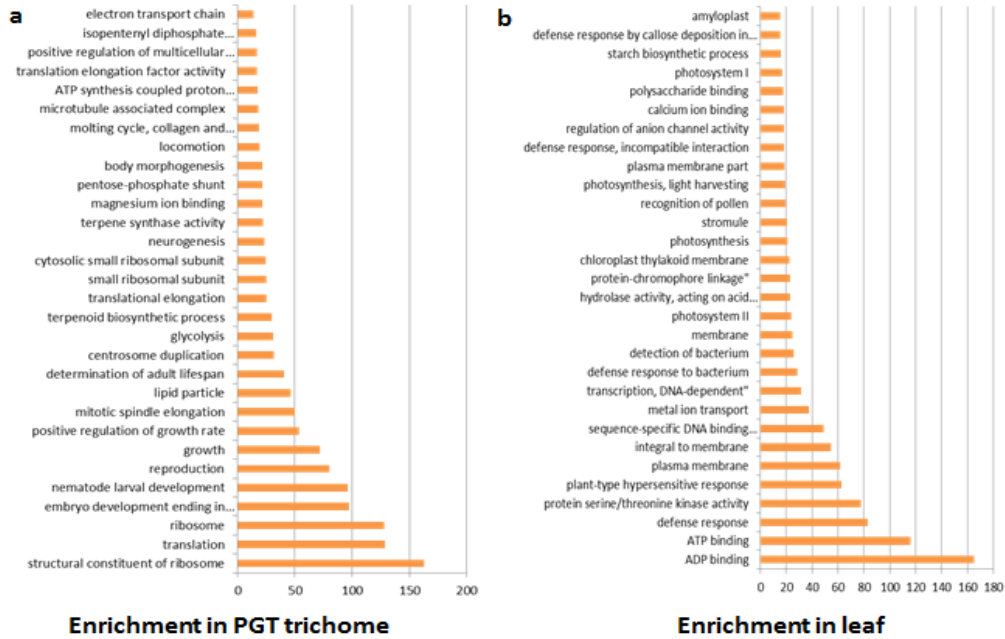 a
electron transport chain
isopentenyl diphosphate...
positive regulation of multicellular...
translation elongation factor activity
ATP synthesis coupled proton...
microtubule associated complex
molting cycle, collagen and...
locomotion
body morphogenesis
pentose-phosphate shunt
magnesium ion binding
terpene synthase activity
neurogenesis
cytosolic small ribosomal subunit
small ribosomal subunit
translational elongation
terpenoid biosynthetic process
glycolysis
centrosome duplication
determination of adult lifespan
lipid particle
mitotic spindle elongation
positive regulation of growth rate
growth
reproduction
nematode larval development
embryo development ending in...
ribosome
translation
structural constituent of ribosome
0 50 100 150 200
Enrichment in PGT trichome
b
amyloplast
defense response by callose deposition in...
starch biosynthetic process
photosystem I
polysaccharide binding
calcium ion binding
regulation of anion channel activity
defense response, incompatible interaction
plasma membrane part
photosynthesis, light harvesting
recognition of pollen
stromule
photosynthesis
chloroplast thylakoid membrane
protein-chromophore linkage"
hydrolase activity, acting on acid...
photosystem II
membrane
detection of bacterium
defense response to bacterium
transcription, DNA-dependent"
metal ion transport
sequence-specific DNA binding...
integral to membrane
plasma membrane
plant-type hypersensitive response
protein serine/threonine kinase activity
defense response
ATP binding
ADP binding
0 20 40 60 80 100 120 140 160 180
Enrichment in leaf